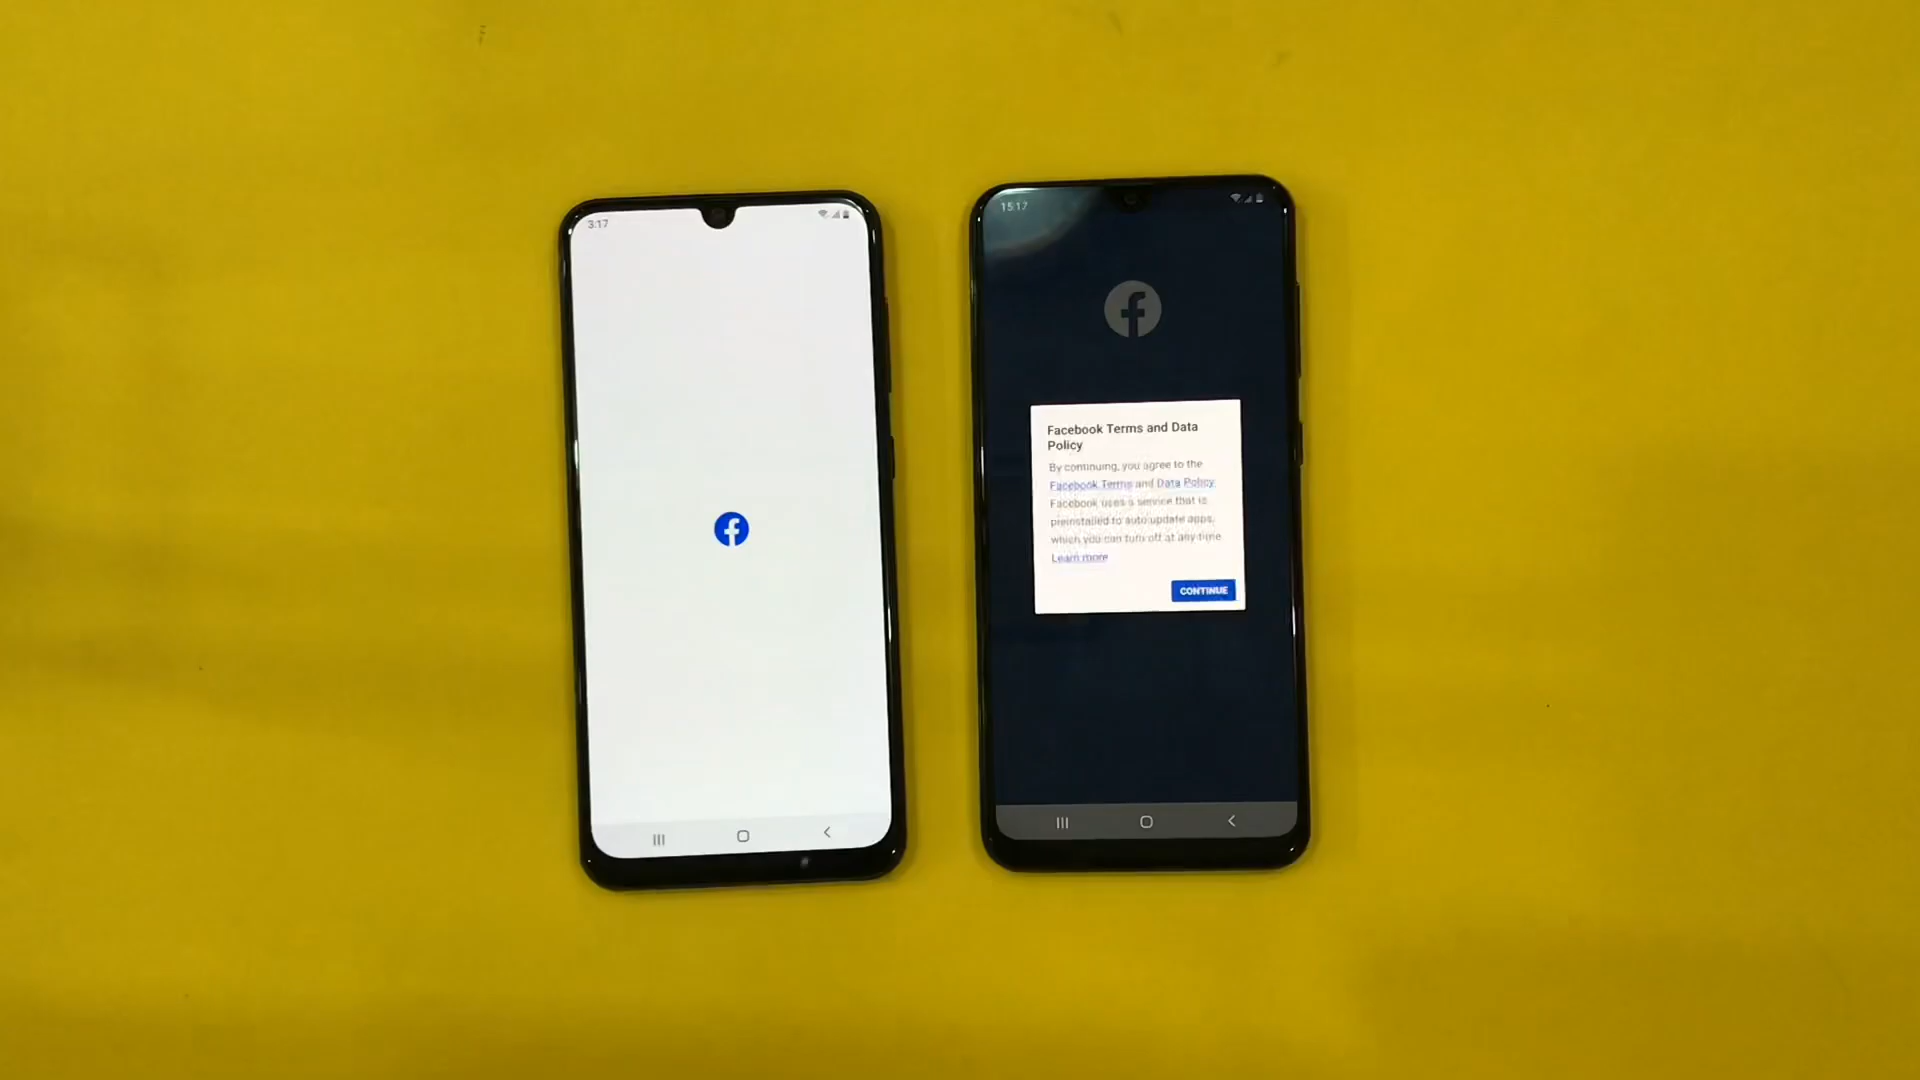 3:17
15:17
Facebook Terms and Data
Policy
By continuing, you agree to the
Facebook Terms and Data Policy.
Facebook uses a service that is
preinstalled to auto update apps,
which you can turn off at any time.
Learn more
CONTINUE